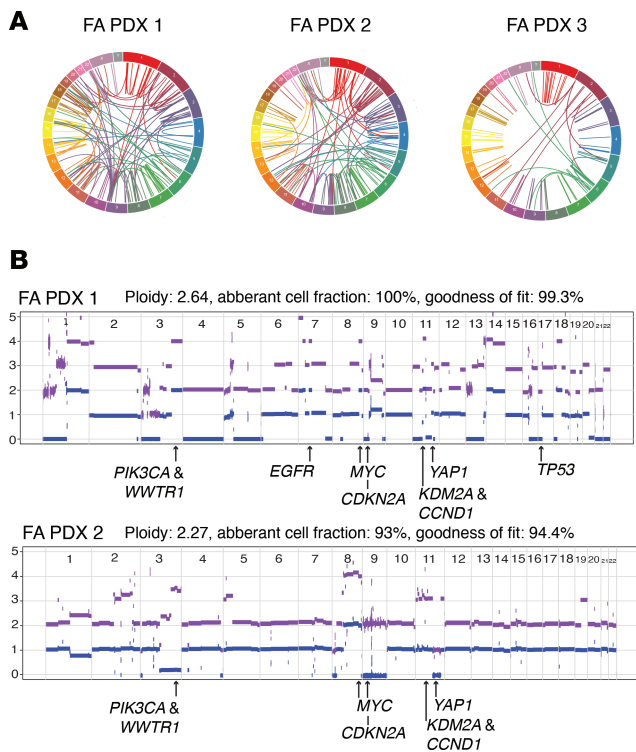 A
FA PDX 1 FA PDX 2 FA PDX 3
B
FA PDX 1 Ploidy: 2.64, aberrant cell fraction: 100%, goodness of fit: 99.3%
5
1 2 3 4 5 6 7 8 9 10 11 12 13 14 15 16 17 18 19 20 21 22
4
3
2
1
0
PIK3CA & EGFR MYC YAP1 TP53
WWTR1 CDKN2A KDM2A &
CCND1
FA PDX 2 Ploidy: 2.27, aberrant cell fraction: 93%, goodness of fit: 94.4%
5
1 2 3 4 5 6 7 8 9 10 11 12 13 14 15 16 17 18 19 20 21 22
4
3
2
1
0
PIK3CA & MYC YAP1
WWTR1 CDKN2A KDM2A &
CCND1